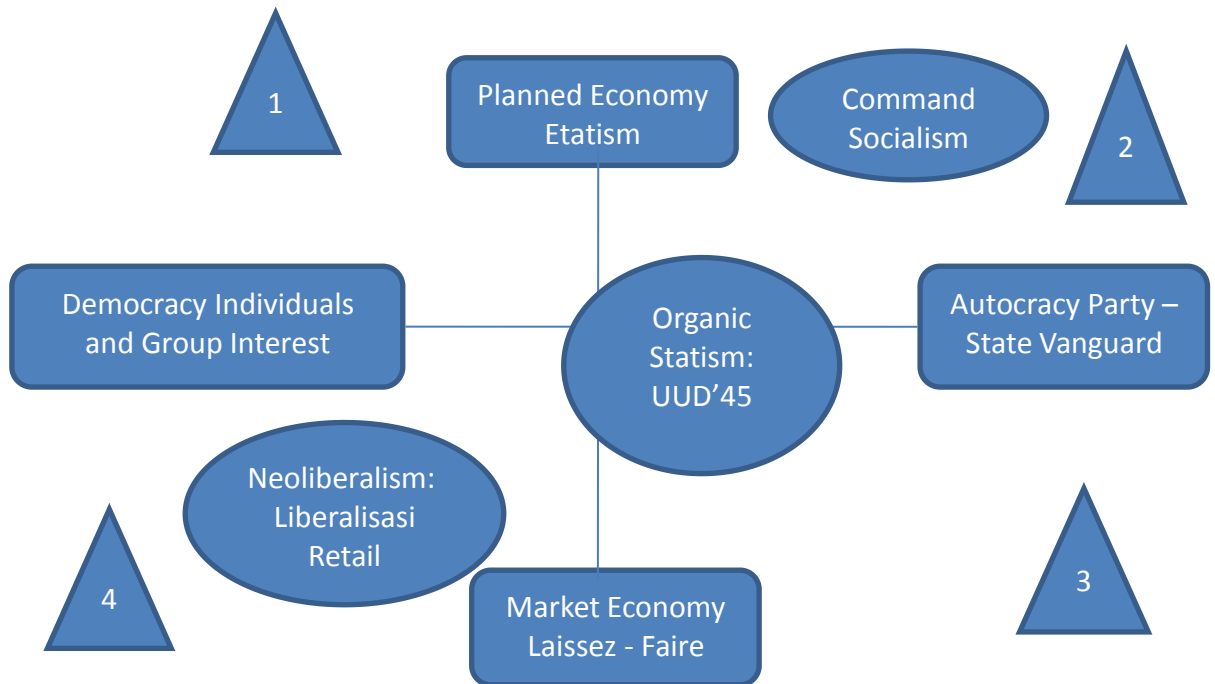 1
Planned Economy
Etatism
Command
Socialism
2
Democracy Individuals
and Group Interest
Organic
Statism:
UUD’45
Autocracy Party –
State Vanguard
Neoliberalism:
Liberalisasi
Retail
4
Market Economy
Laissez - Faire
3